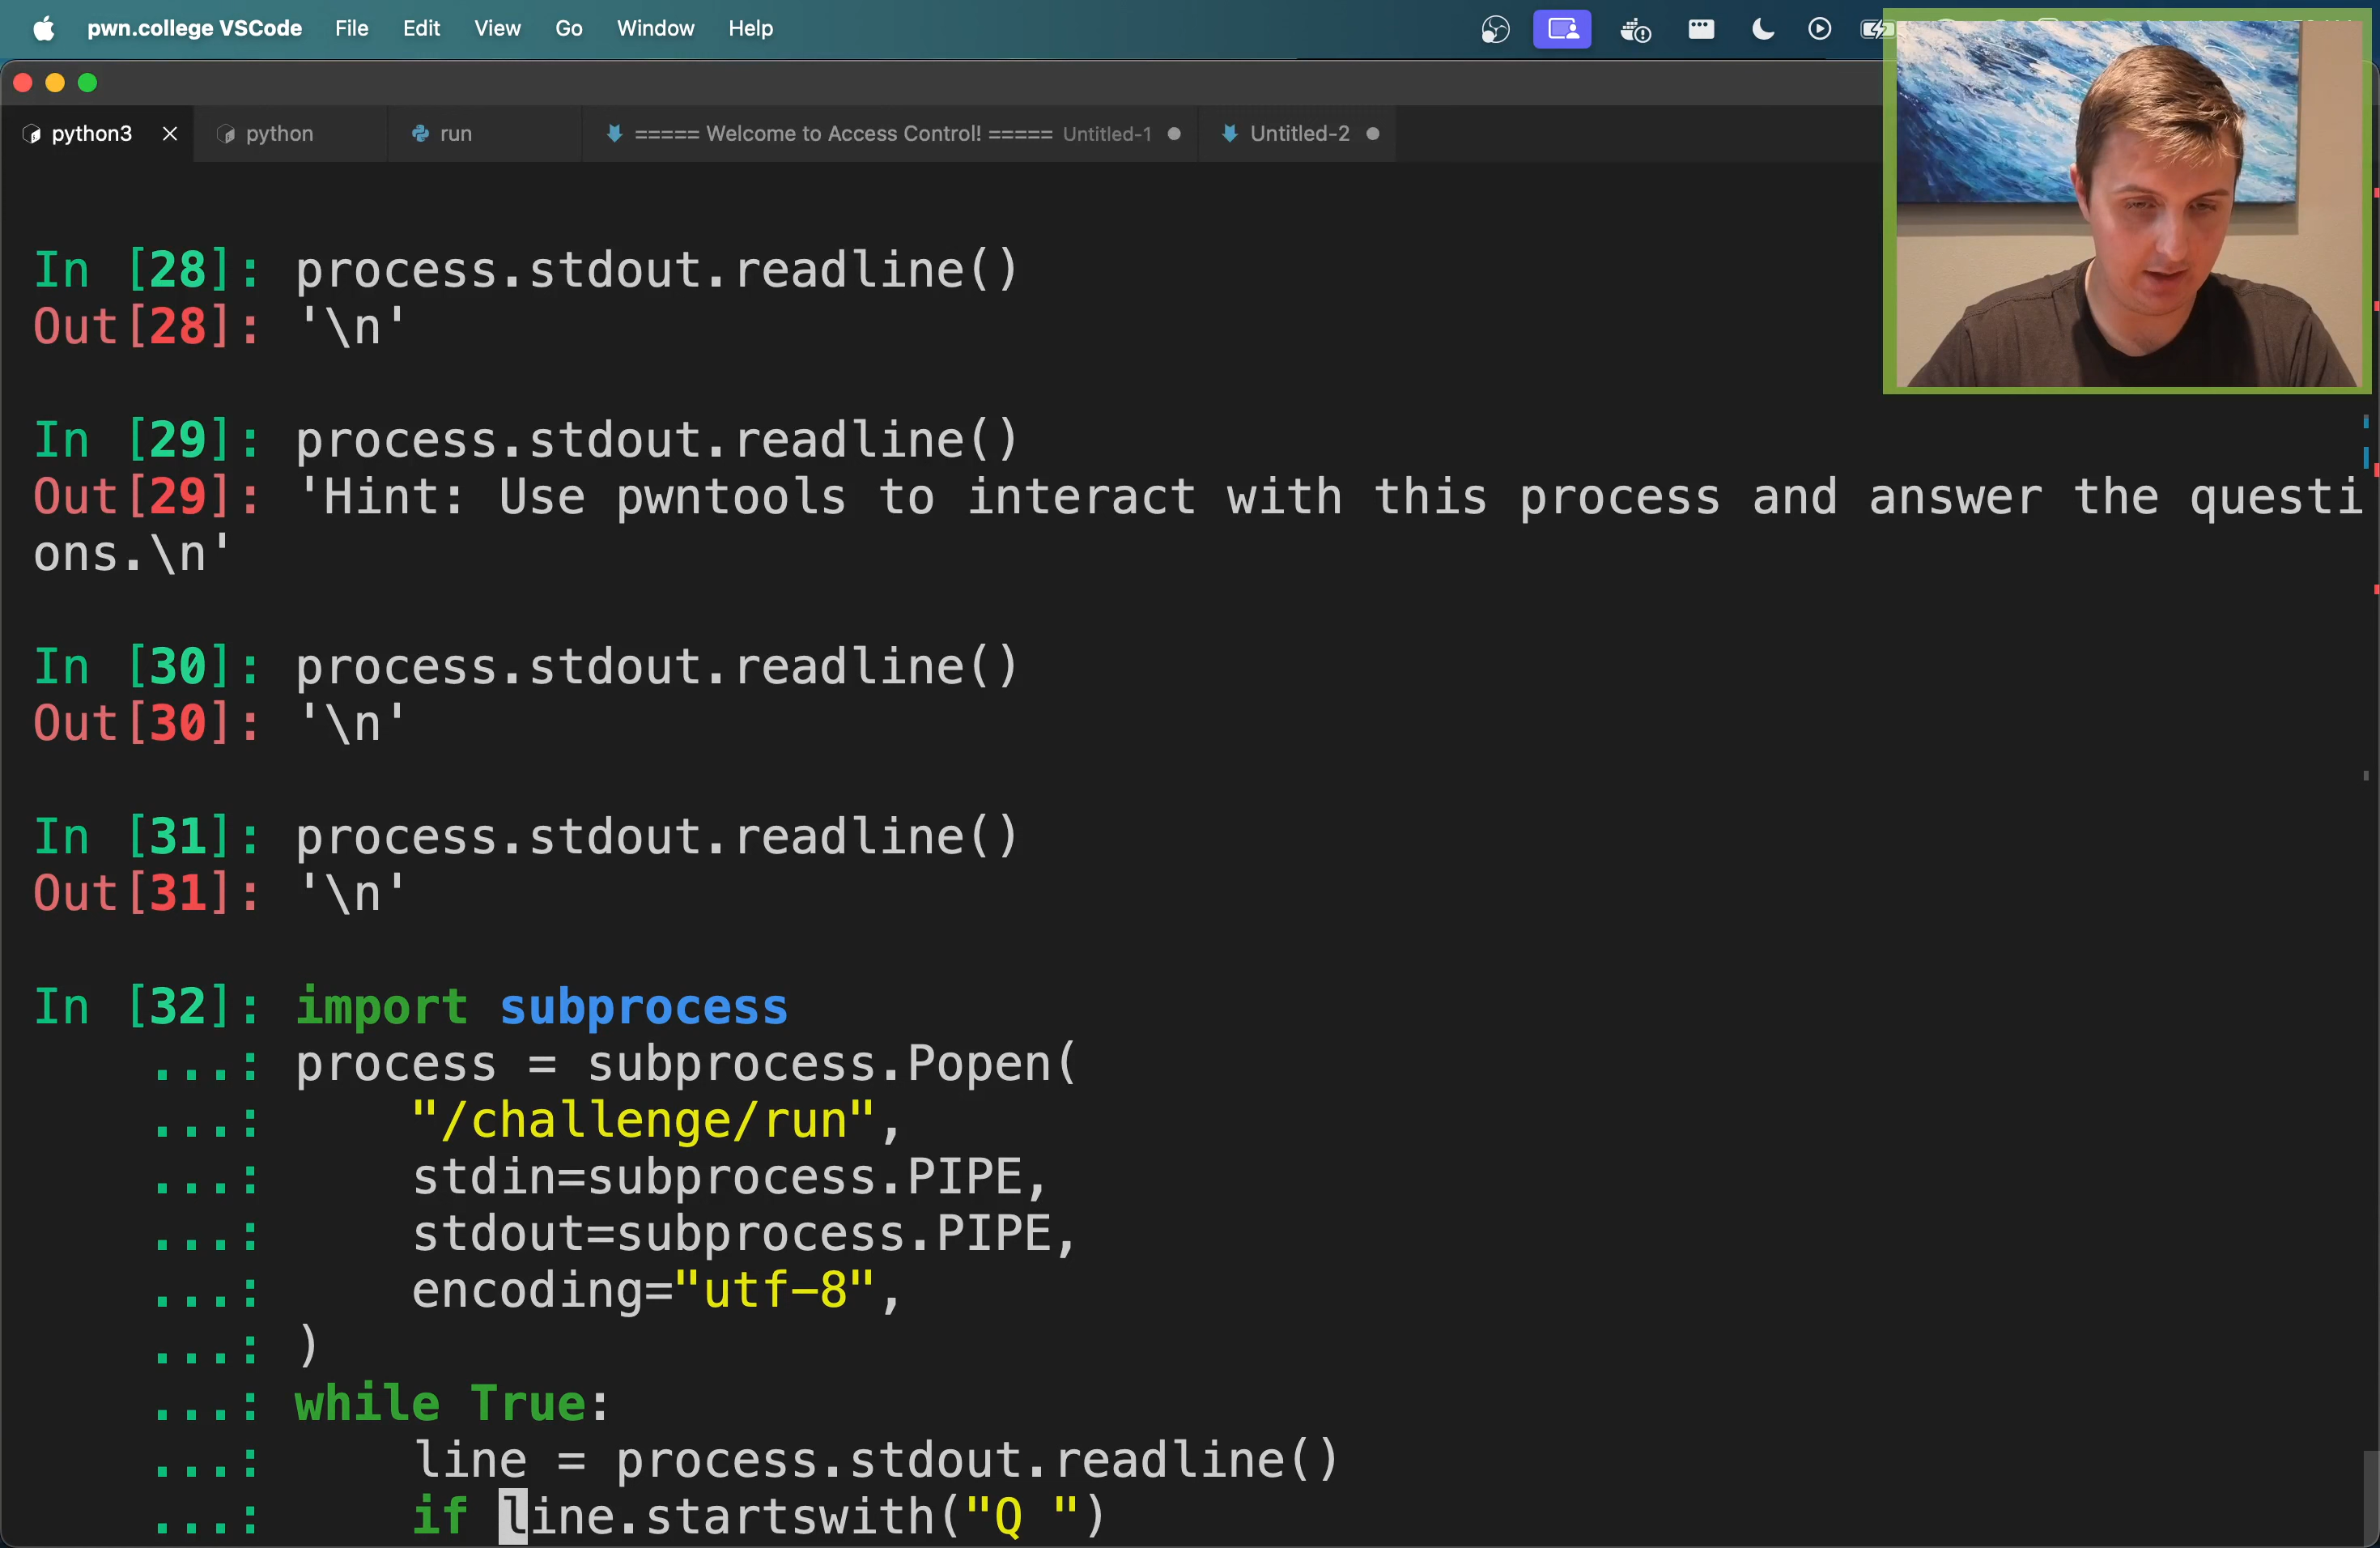 pwn.college VSCode File Edit View Go Window Help
python3 python run ===== Welcome to Access Control! ===== Untitled-1 Untitled-2
In [28]: process.stdout.readline()
Out[28]: '\n'
In [29]: process.stdout.readline()
Out[29]: 'Hint: Use pwntools to interact with this process and answer the questi
ons.\n'
In [30]: process.stdout.readline()
Out[30]: '\n'
In [31]: process.stdout.readline()
Out[31]: '\n'
In [32]: import subprocess
...: process = subprocess.Popen(
...: "/challenge/run",
...: stdin=subprocess.PIPE,
...: stdout=subprocess.PIPE,
...: encoding="utf-8",
...: )
...: while True:
...: line = process.stdout.readline()
...: if line.startswith("Q ")